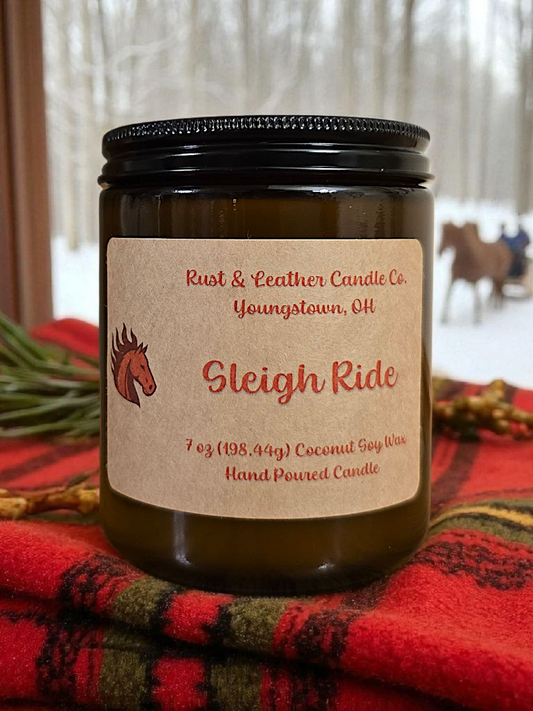 Rust & Leather Candle Co.
Youngstown, OH
Sleigh Ride
7 oz (198.44g) Coconut Soy Wax
Hand Poured Candle